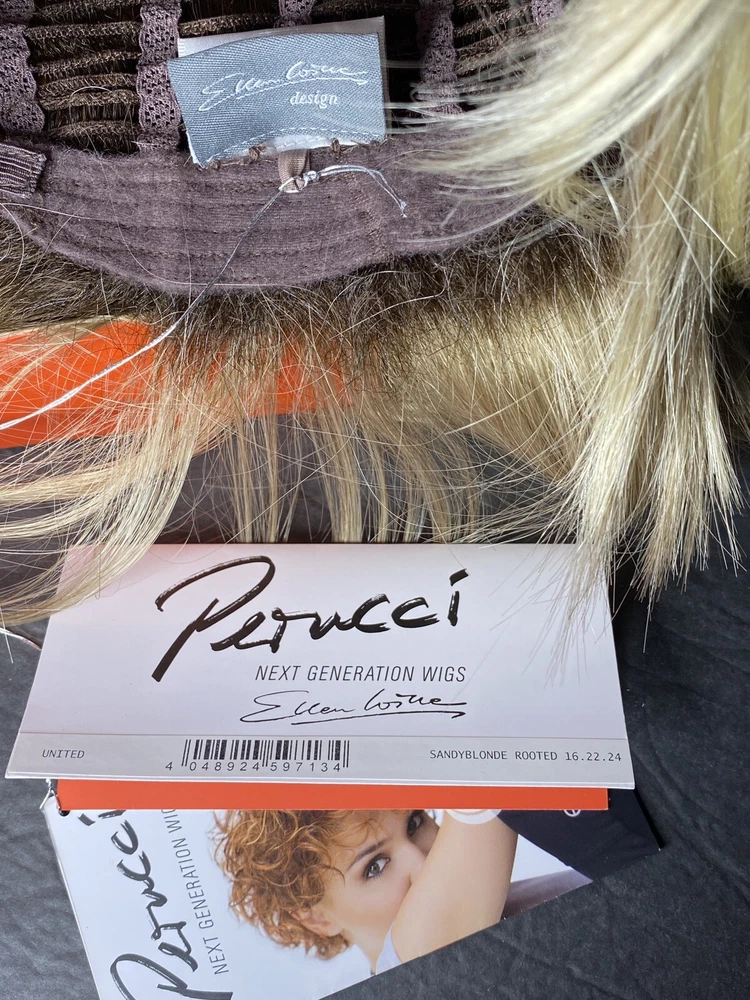 Ellen Wille
design
Perucci
NEXT GENERATION WIGS
Ellen Wille
UNITED
4 048924 597134
SANDYBLONDE ROOTED 16.22.24
Perucci
NEXT GENERATION WIG